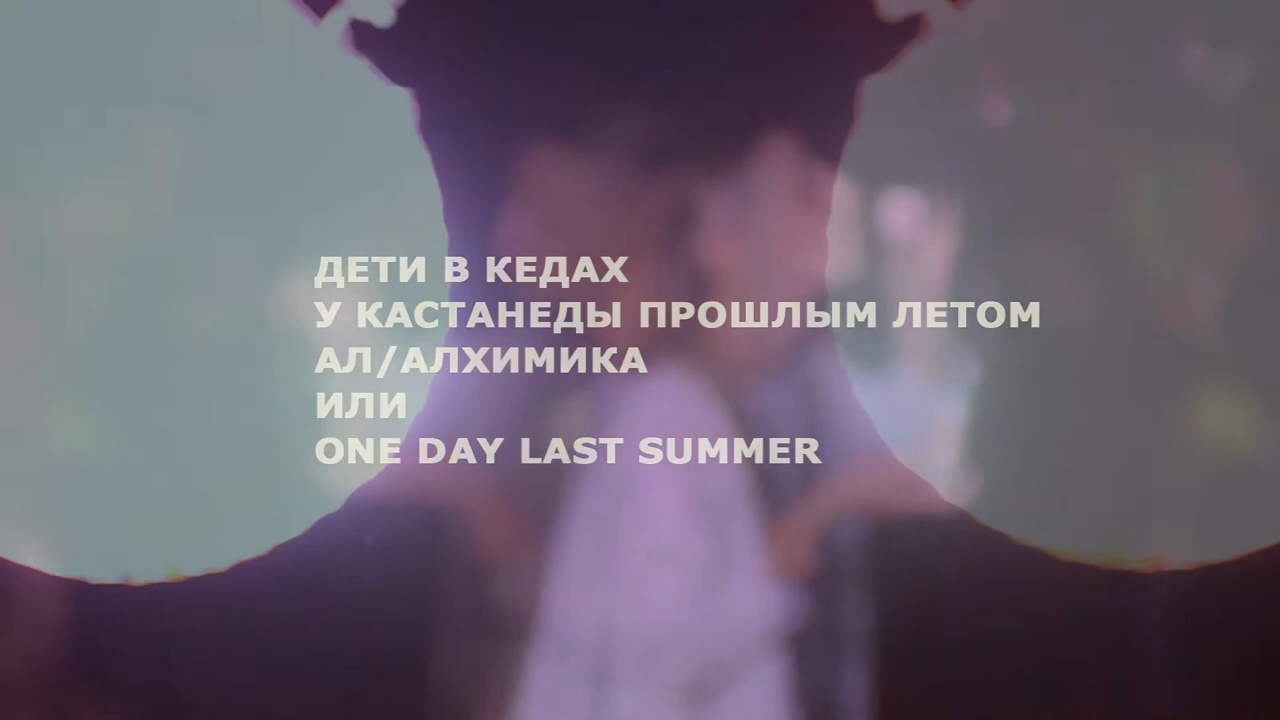 ДЕТИ В КЕДАХ
У КАСТАНЕДЫ ПРОШЛЫМ ЛЕТОМ
АЛ/АЛХИМИКА
ИЛИ
ONE DAY LAST SUMMER